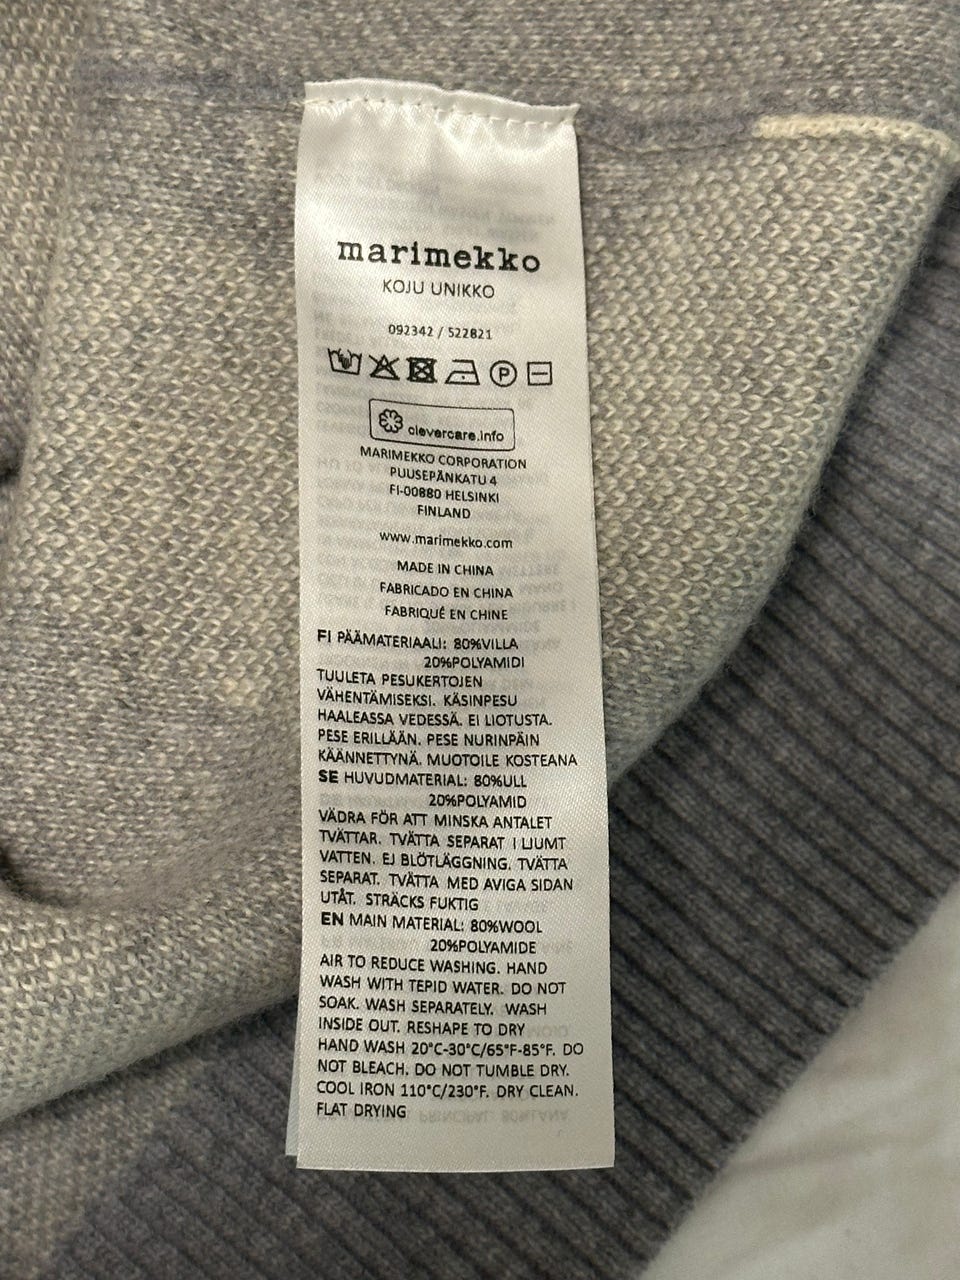 marimekko
KOJU UNIKKO
092342 / 522821
P
clevercare.info
MARIMEKKO CORPORATION
PUUSEPÄNKATU 4
FI-00880 HELSINKI
FINLAND
www.marimekko.com
MADE IN CHINA
FABRICADO EN CHINA
FABRIQUÉ EN CHINE
FI PÄÄMATERIAALI: 80%VILLA
20%POLYAMIDI
TUULETA PESUKERTOJEN
VÄHENTÄMISEKSI. KÄSINPESU
HAALEASSA VEDESSÄ. EI LIOTUSTA.
PESE ERILLÄÄN. PESE NURINPÄIN
KÄÄNNETTYNÄ. MUOTOILE KOSTEANA
SE HUVUDMATERIAL: 80%ULL
20%POLYAMID
VÄDRA FÖR ATT MINSKA ANTALET
TVÄTTAR. TVÄTTA SEPARAT I LJUMT
VATTEN. EJ BLÖTLÄGGNING. TVÄTTA
SEPARAT. TVÄTTA MED AVIGA SIDAN
UTÅT. STRÄCKS FUKTIG
EN MAIN MATERIAL: 80%WOOL
20%POLYAMIDE
AIR TO REDUCE WASHING. HAND
WASH WITH TEPID WATER. DO NOT
SOAK. WASH SEPARATELY. WASH
INSIDE OUT. RESHAPE TO DRY
HAND WASH 20°C-30°C/65°F-85°F. DO
NOT BLEACH. DO NOT TUMBLE DRY.
COOL IRON 110°C/230°F. DRY CLEAN.
FLAT DRYING